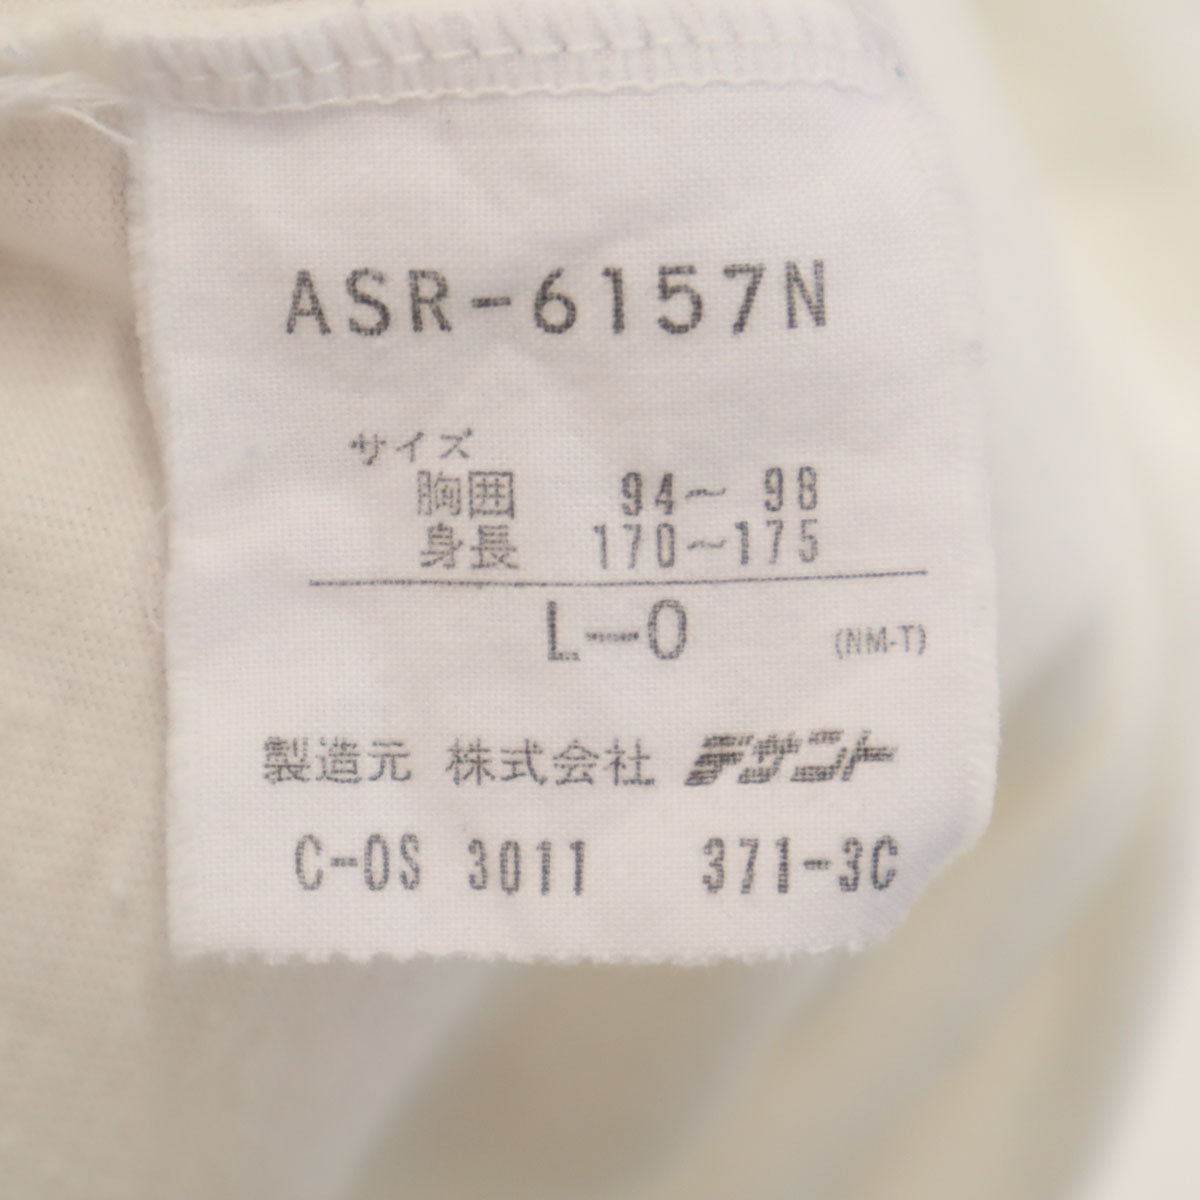 ASR-6157N
サイズ
胸囲 94〜 98
身長 170〜175
L-O (NM-T)
製造元 株式会社 デサント
C-OS 3011 371-3C